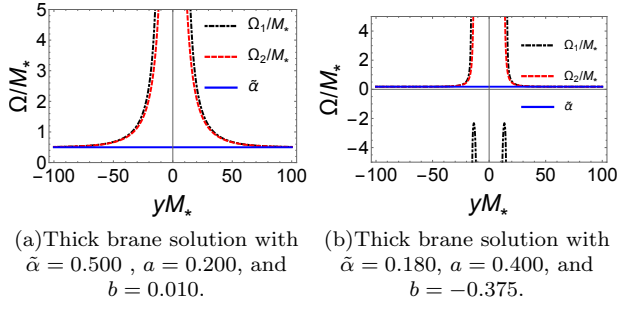 5
4
3
2
1
0
Ω/M*
Ω₁/M*
Ω₂/M*
α̃
−100 −50 0 50 100
yM*
4
2
0
−2
−4
Ω/M*
Ω₁/M*
Ω₂/M*
α̃
−100 −50 0 50 100
yM*
(a)Thick brane solution with
α̃ = 0.500 , a = 0.200, and
b = 0.010.
(b)Thick brane solution with
α̃ = 0.180, a = 0.400, and
b = −0.375.